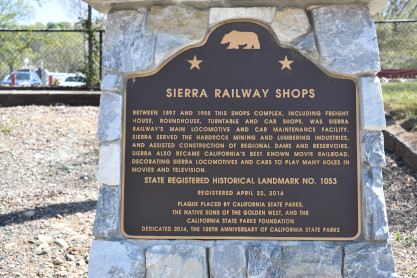 SIERRA RAILWAY SHOPS
BETWEEN 1897 AND 1955 THIS SHOPS COMPLEX, INCLUDING FREIGHT
HOUSE, ROUNDHOUSE, TURNTABLE AND CAR SHOPS, WAS SIERRA
RAILWAY'S MAIN LOCOMOTIVE AND CAR MAINTENANCE FACILITY.
SIERRA SERVED THE HARDROCK MINING AND LUMBERING INDUSTRIES,
AND ASSISTED CONSTRUCTION OF REGIONAL DAMS AND RESERVOIRS.
SIERRA ALSO BECAME CALIFORNIA'S BEST KNOWN MOVIE RAILROAD,
DECORATING SIERRA LOCOMOTIVES AND CARS TO PLAY MANY ROLES IN
MOVIES AND TELEVISION.
STATE REGISTERED HISTORICAL LANDMARK NO. 1053
REGISTERED APRIL 22, 2014
PLAQUE PLACED BY CALIFORNIA STATE PARKS,
THE NATIVE SONS OF THE GOLDEN WEST, AND THE
CALIFORNIA STATE PARKS FOUNDATION
DEDICATED 2014, THE 150TH ANNIVERSARY OF CALIFORNIA STATE PARKS